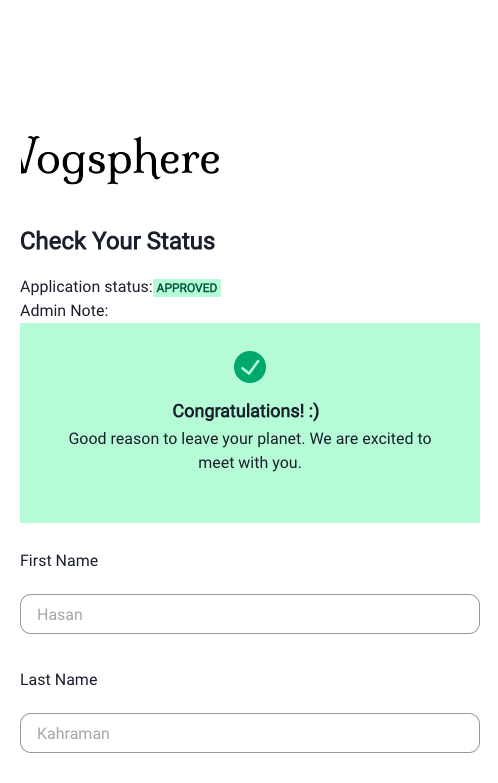 Vogsphere
Check Your Status
Application status: APPROVED
Admin Note:
Congratulations! :)
Good reason to leave your planet. We are excited to
meet with you.
First Name
Hasan
Last Name
Kahraman